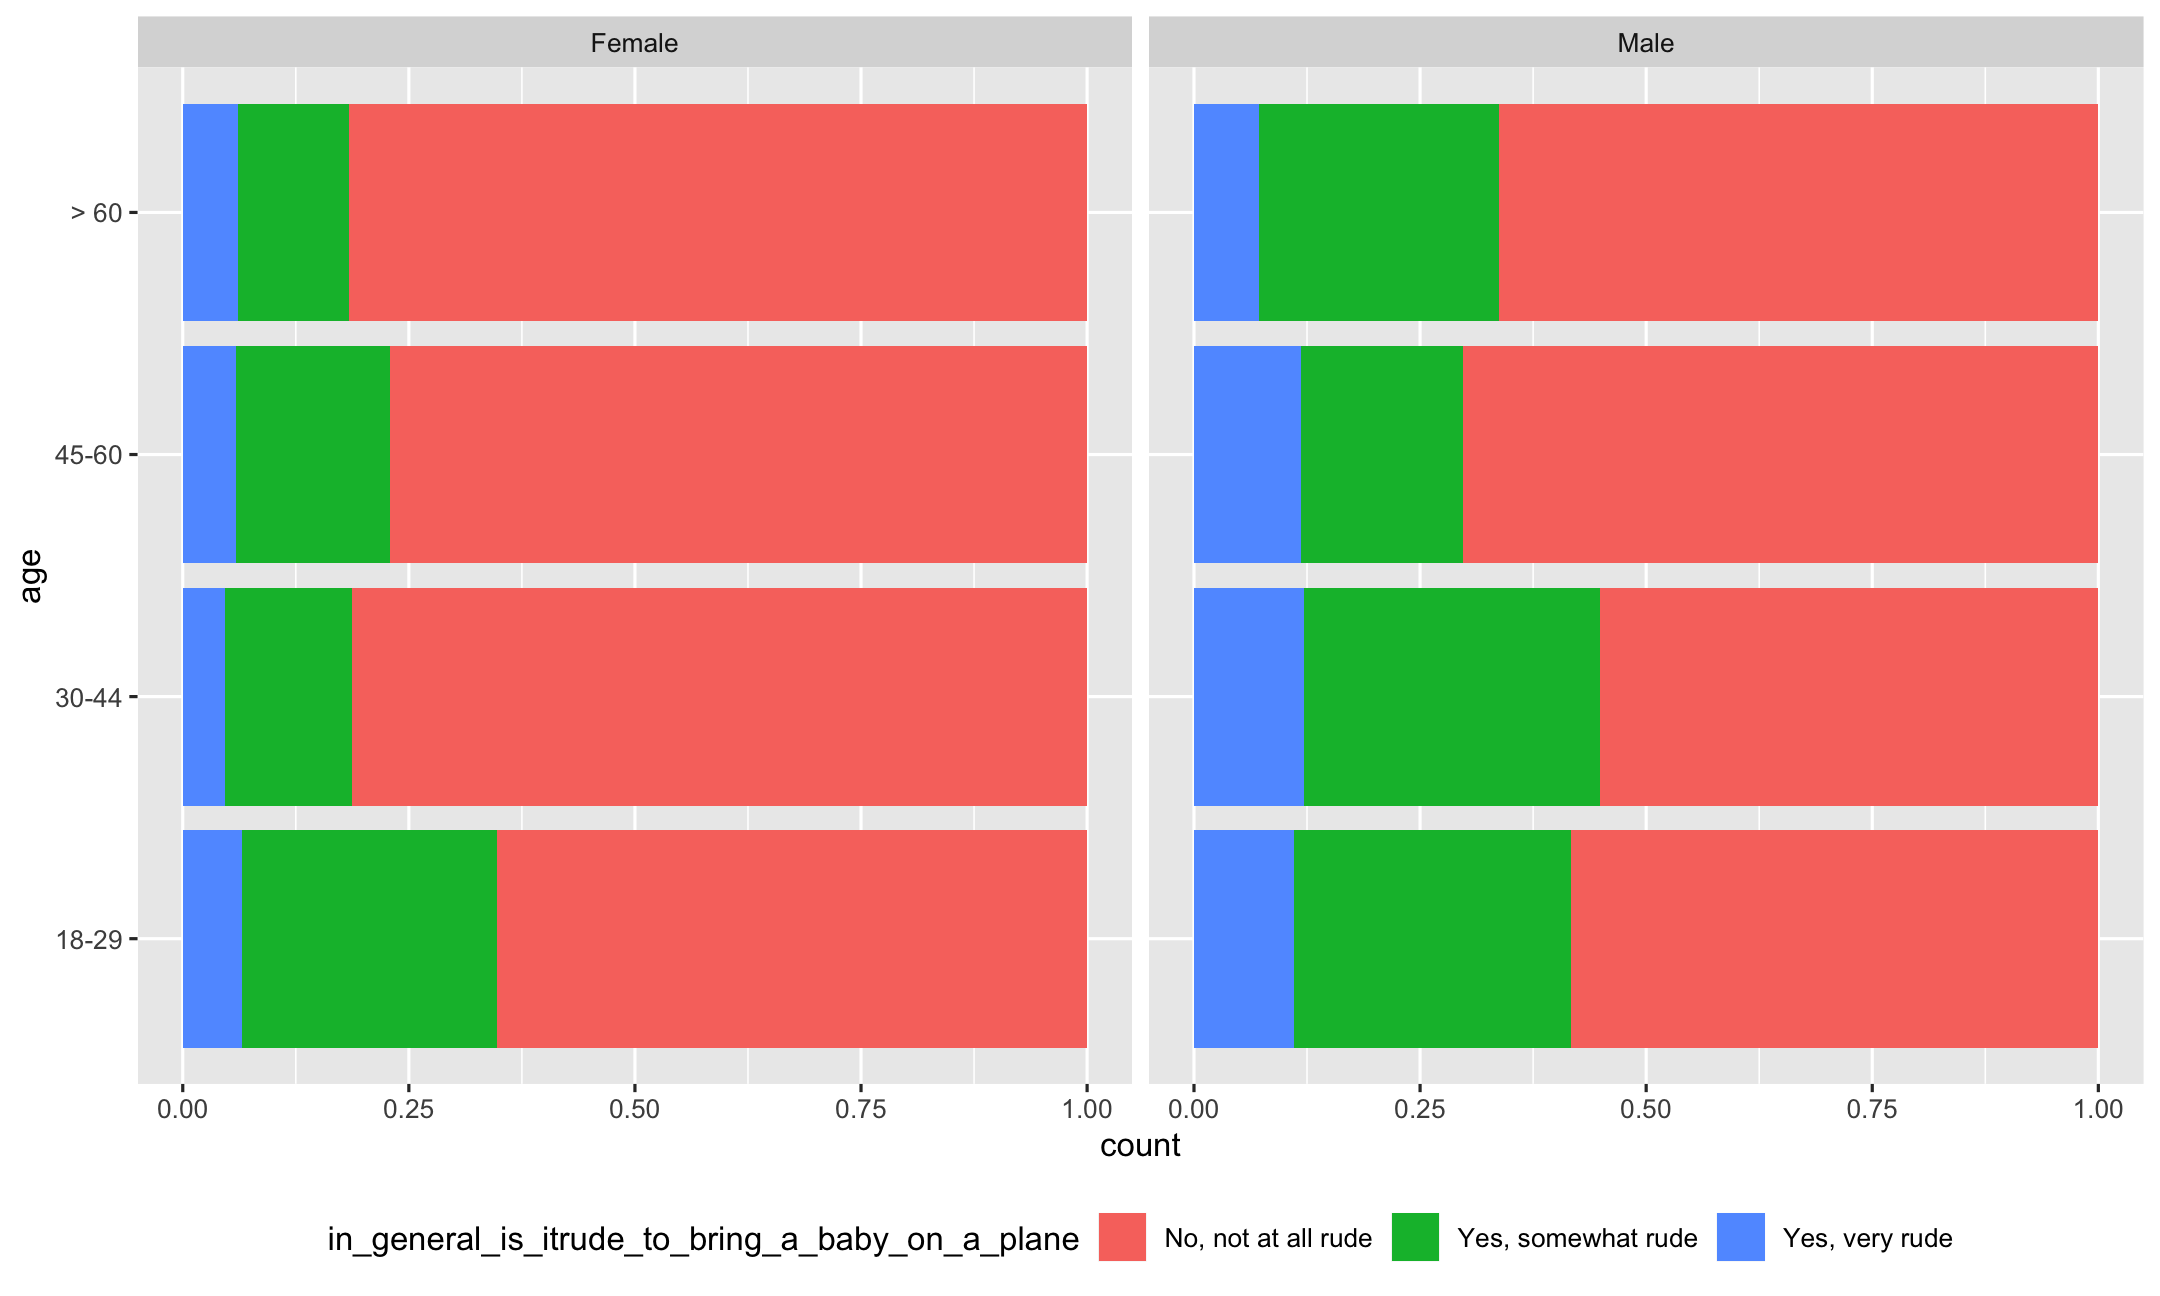 Female
Male
> 60
45-60
30-44
18-29
age
0.00 0.25 0.50 0.75 1.00 0.00 0.25 0.50 0.75 1.00
count
in_general_is_itrude_to_bring_a_baby_on_a_plane No, not at all rude Yes, somewhat rude Yes, very rude